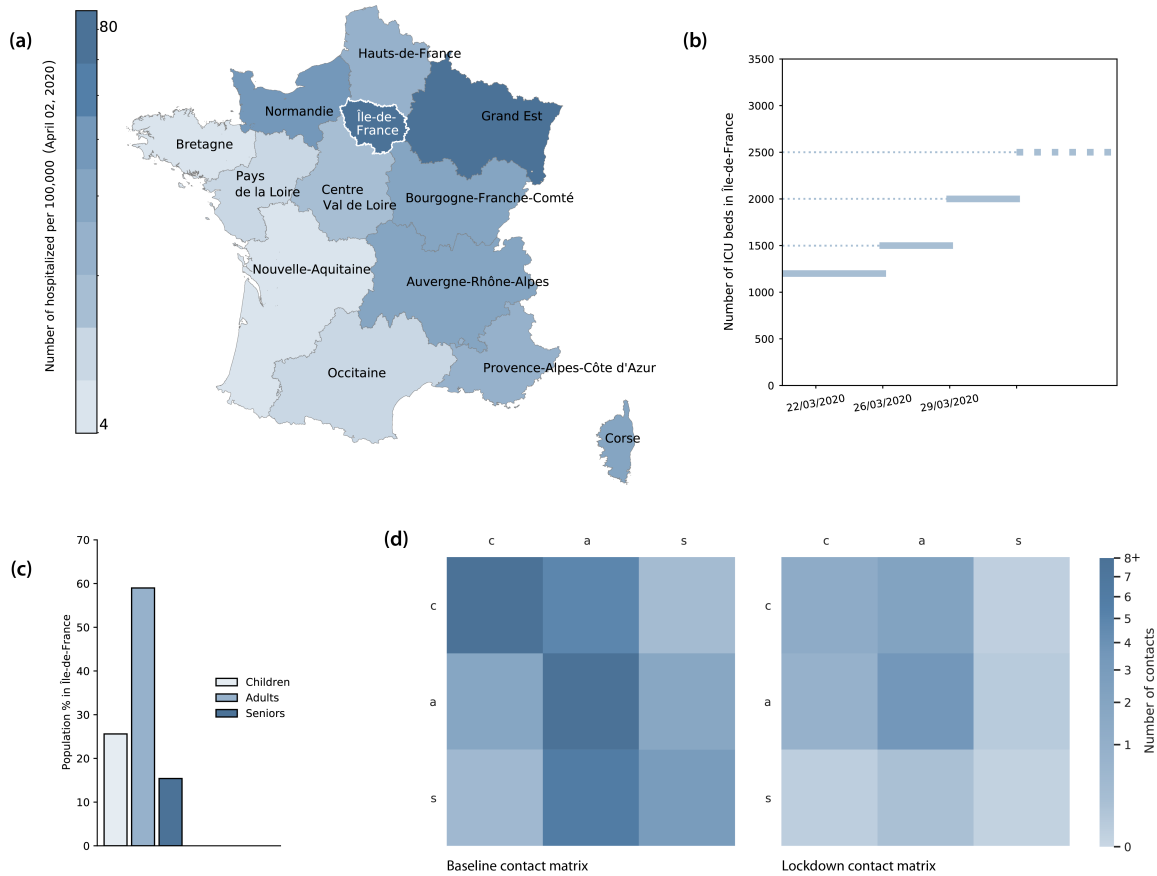 (a)
80
4
Number of hospitalized per 100,000 (April 02, 2020)
Hauts-de-France
Normandie
Île-de-
France
Grand Est
Bretagne
Pays
de la Loire
Centre
Val de Loire
Bourgogne-Franche-Comté
Nouvelle-Aquitaine
Auvergne-Rhône-Alpes
Occitaine
Provence-Alpes-Côte d'Azur
Corse
(b)
Number of ICU beds in Île-de-France
3500
3000
2500
2000
1500
1000
500
0
22/03/2020
26/03/2020
29/03/2020
(c)
Population % in Île-de-France
70
60
50
40
30
20
10
0
Children
Adults
Seniors
(d)
c a s
c
a
s
Baseline contact matrix
c a s
c
a
s
Lockdown contact matrix
8+
7
6
5
4
3
2
1
0
Number of contacts